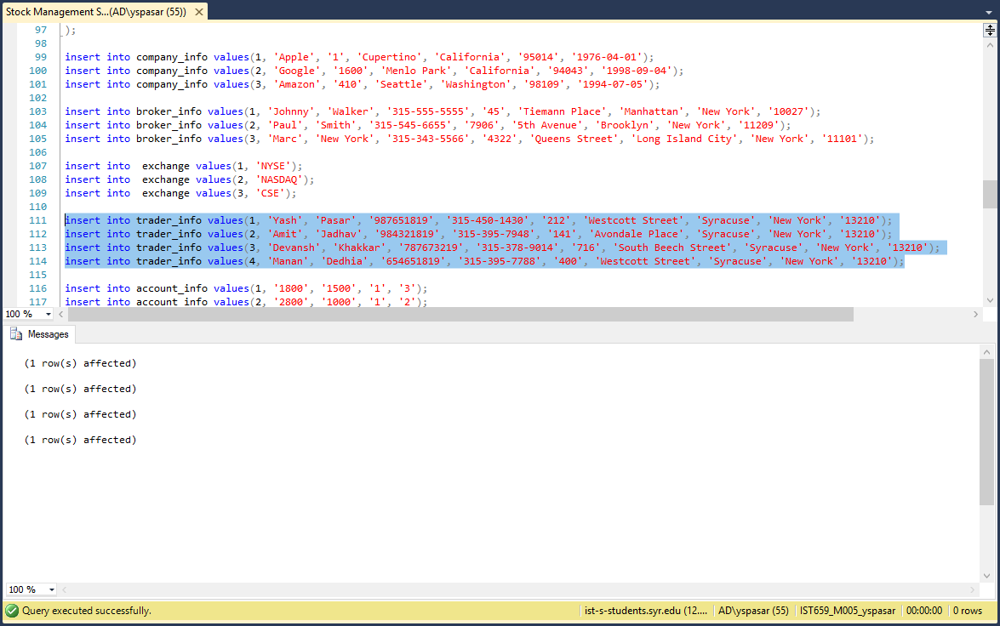 Stock Management S...(AD\yspasar (55))
97 );
98
99 insert into company_info values(1, 'Apple', '1', 'Cupertino', 'California', '95014', '1976-04-01');
100 insert into company_info values(2, 'Google', '1600', 'Menlo Park', 'California', '94043', '1998-09-04');
101 insert into company_info values(3, 'Amazon', '410', 'Seattle', 'Washington', '98109', '1994-07-05');
102
103 insert into broker_info values(1, 'Johnny', 'Walker', '315-555-5555', '45', 'Tiemann Place', 'Manhattan', 'New York', '10027');
104 insert into broker_info values(2, 'Paul', 'Smith', '315-545-6655', '7906', '5th Avenue', 'Brooklyn', 'New York', '11209');
105 insert into broker_info values(3, 'Marc', 'New York', '315-343-5566', '4322', 'Queens Street', 'Long Island City', 'New York', '11101');
106
107 insert into  exchange values(1, 'NYSE');
108 insert into  exchange values(2, 'NASDAQ');
109 insert into  exchange values(3, 'CSE');
110
111 insert into trader_info values(1, 'Yash', 'Pasar', '987651819', '315-450-1430', '212', 'Westcott Street', 'Syracuse', 'New York', '13210');
112 insert into trader_info values(2, 'Amit', 'Jadhav', '984321819', '315-395-7948', '141', 'Avondale Place', 'Syracuse', 'New York', '13210');
113 insert into trader_info values(3, 'Devansh', 'Khakkar', '787673219', '315-378-9014', '716', 'South Beech Street', 'Syracuse', 'New York', '13210');
114 insert into trader_info values(4, 'Manan', 'Dedhia', '654651819', '315-395-7788', '400', 'Westcott Street', 'Syracuse', 'New York', '13210');
115
116 insert into account_info values(1, '1800', '1500', '1', '3');
117 insert into account_info values(2, '2800', '1000', '1', '2');
100 %
Messages
(1 row(s) affected)
(1 row(s) affected)
(1 row(s) affected)
(1 row(s) affected)
100 %
Query executed successfully. ist-s-students.syr.edu (12.... AD\yspasar (55) IST659_M005_yspasar 00:00:00 0 rows